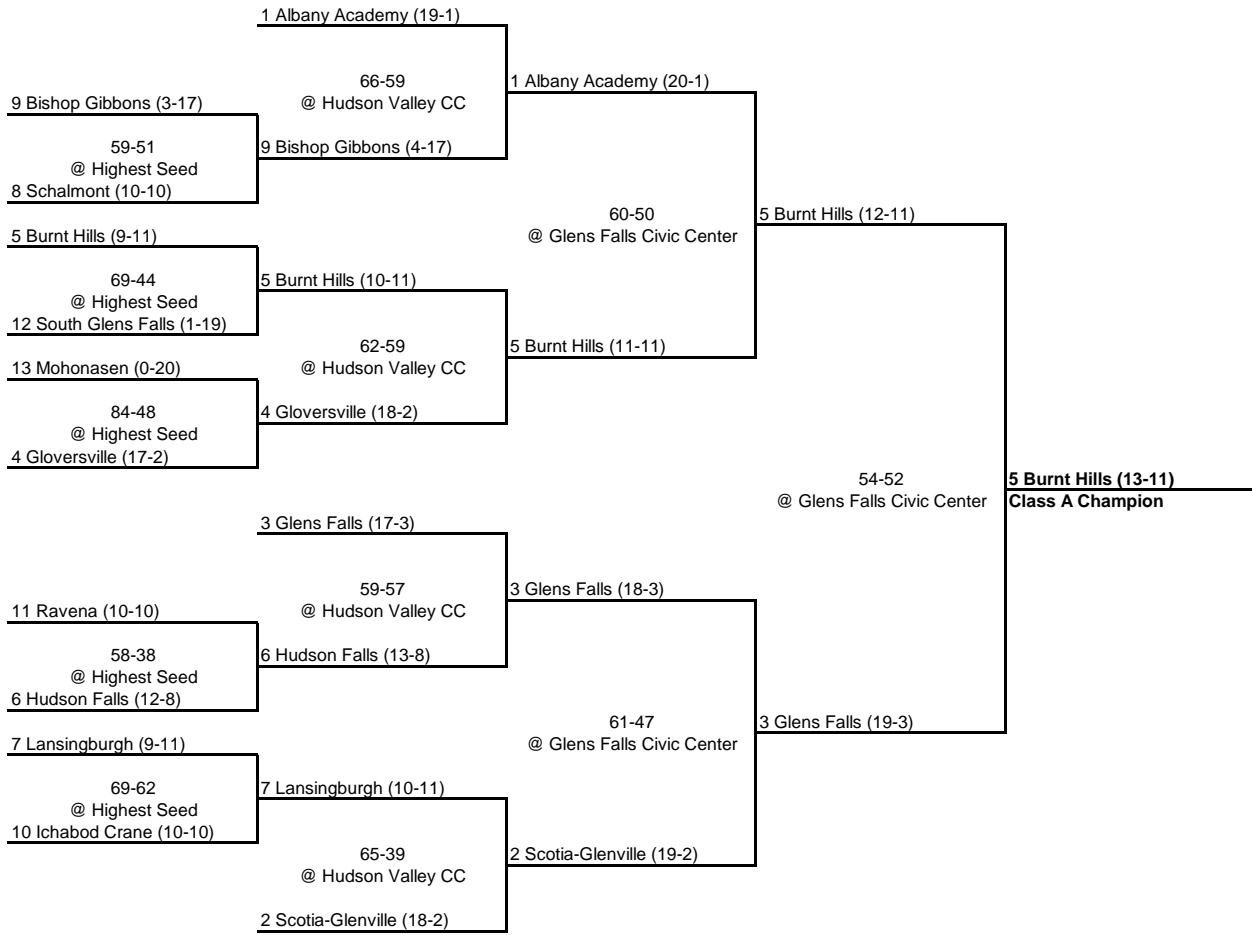 1 Albany Academy (19-1)
66-59
@ Hudson Valley CC
1 Albany Academy (20-1)
9 Bishop Gibbons (3-17)
59-51
@ Highest Seed
9 Bishop Gibbons (4-17)
8 Schalmont (10-10)
60-50
@ Glens Falls Civic Center
5 Burnt Hills (12-11)
5 Burnt Hills (9-11)
69-44
@ Highest Seed
5 Burnt Hills (10-11)
12 South Glens Falls (1-19)
62-59
@ Hudson Valley CC
5 Burnt Hills (11-11)
13 Mohonasen (0-20)
84-48
@ Highest Seed
4 Gloversville (18-2)
4 Gloversville (17-2)
54-52
@ Glens Falls Civic Center
5 Burnt Hills (13-11)
Class A Champion
3 Glens Falls (17-3)
59-57
@ Hudson Valley CC
3 Glens Falls (18-3)
11 Ravena (10-10)
58-38
@ Highest Seed
6 Hudson Falls (13-8)
6 Hudson Falls (12-8)
61-47
@ Glens Falls Civic Center
3 Glens Falls (19-3)
7 Lansingburgh (9-11)
69-62
@ Highest Seed
7 Lansingburgh (10-11)
10 Ichabod Crane (10-10)
65-39
@ Hudson Valley CC
2 Scotia-Glenville (19-2)
2 Scotia-Glenville (18-2)